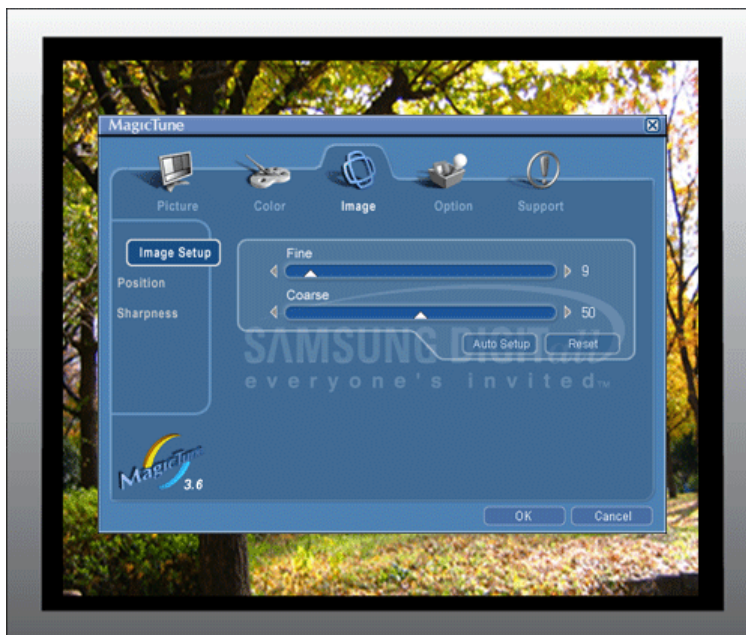 MagicTune
Picture
Color
Image
Option
Support
Image Setup
Position
Sharpness
Fine
9
Coarse
50
Auto Setup
Reset
SAMSUNG DIGITall
everyone's invited™
MagicTune
3.6
OK
Cancel